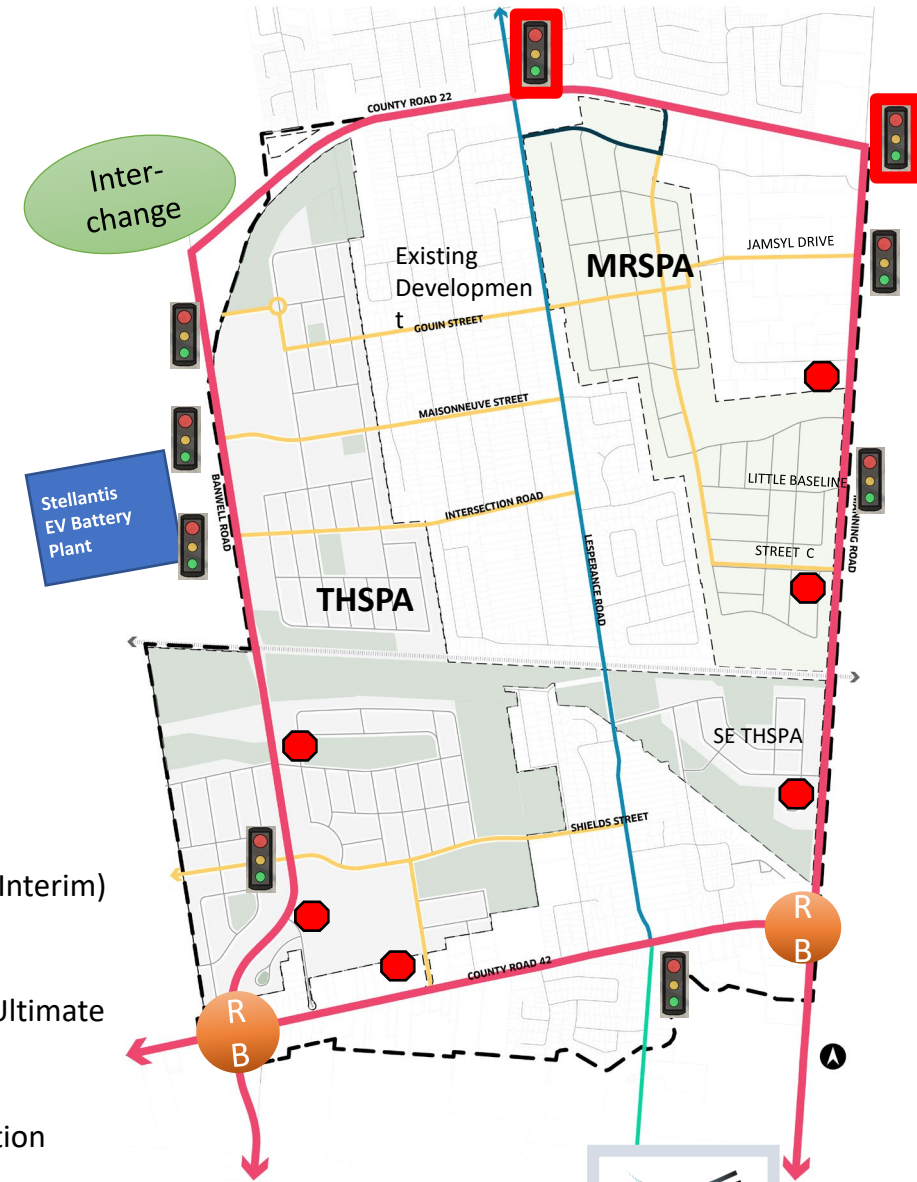 COUNTY ROAD 22
Inter-
change
JAMSYL DRIVE
Existing
Developmen
t
MRSPA
GOUIN STREET
MAISONNEUVE STREET
LITTLE BASELINE
BANWELL ROAD
Stellantis
EV Battery
Plant
INTERSECTION ROAD
MANNING ROAD
STREET C
LESPERANCE ROAD
THSPA
SE THSPA
SHIELDS STREET
Interim)
R
B
COUNTY ROAD 42
Ultimate
R
B
tion